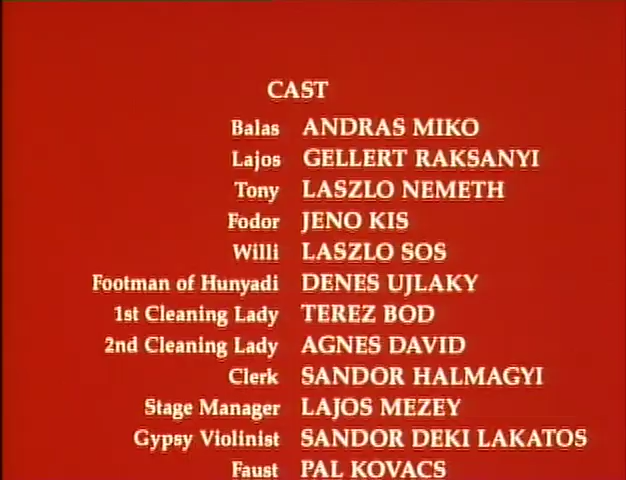 CAST
Balas ANDRAS MIKO
Lajos GELLERT RAKSANYI
Tony LASZLO NEMETH
Fodor JENO KIS
Willi LASZLO SOS
Footman of Hunyadi DENES UJLAKY
1st Cleaning Lady TEREZ BOD
2nd Cleaning Lady AGNES DAVID
Clerk SANDOR HALMAGYI
Stage Manager LAJOS MEZEY
Gypsy Violinist SANDOR DEKI LAKATOS
Faust PAL KOVACS